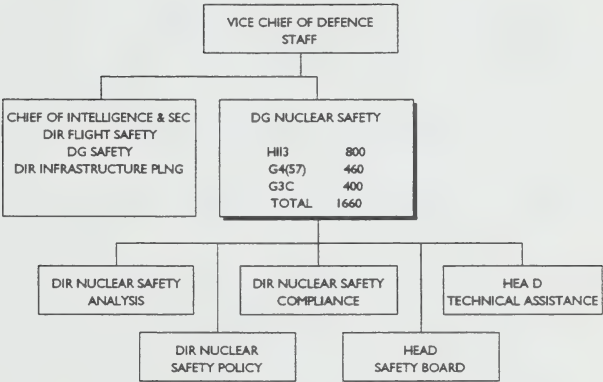 VICE CHIEF OF DEFENCE
STAFF
CHIEF OF INTELLIGENCE & SEC
DIR FLIGHT SAFETY
DG SAFETY
DIR INFRASTRUCTURE PLNG
DG NUCLEAR SAFETY
HII3 800
G4(57) 460
G3C 400
TOTAL 1660
DIR NUCLEAR SAFETY
ANALYSIS
DIR NUCLEAR SAFETY
COMPLIANCE
HEA D
TECHNICAL ASSISTANCE
DIR NUCLEAR
SAFETY POLICY
HEAD
SAFETY BOARD